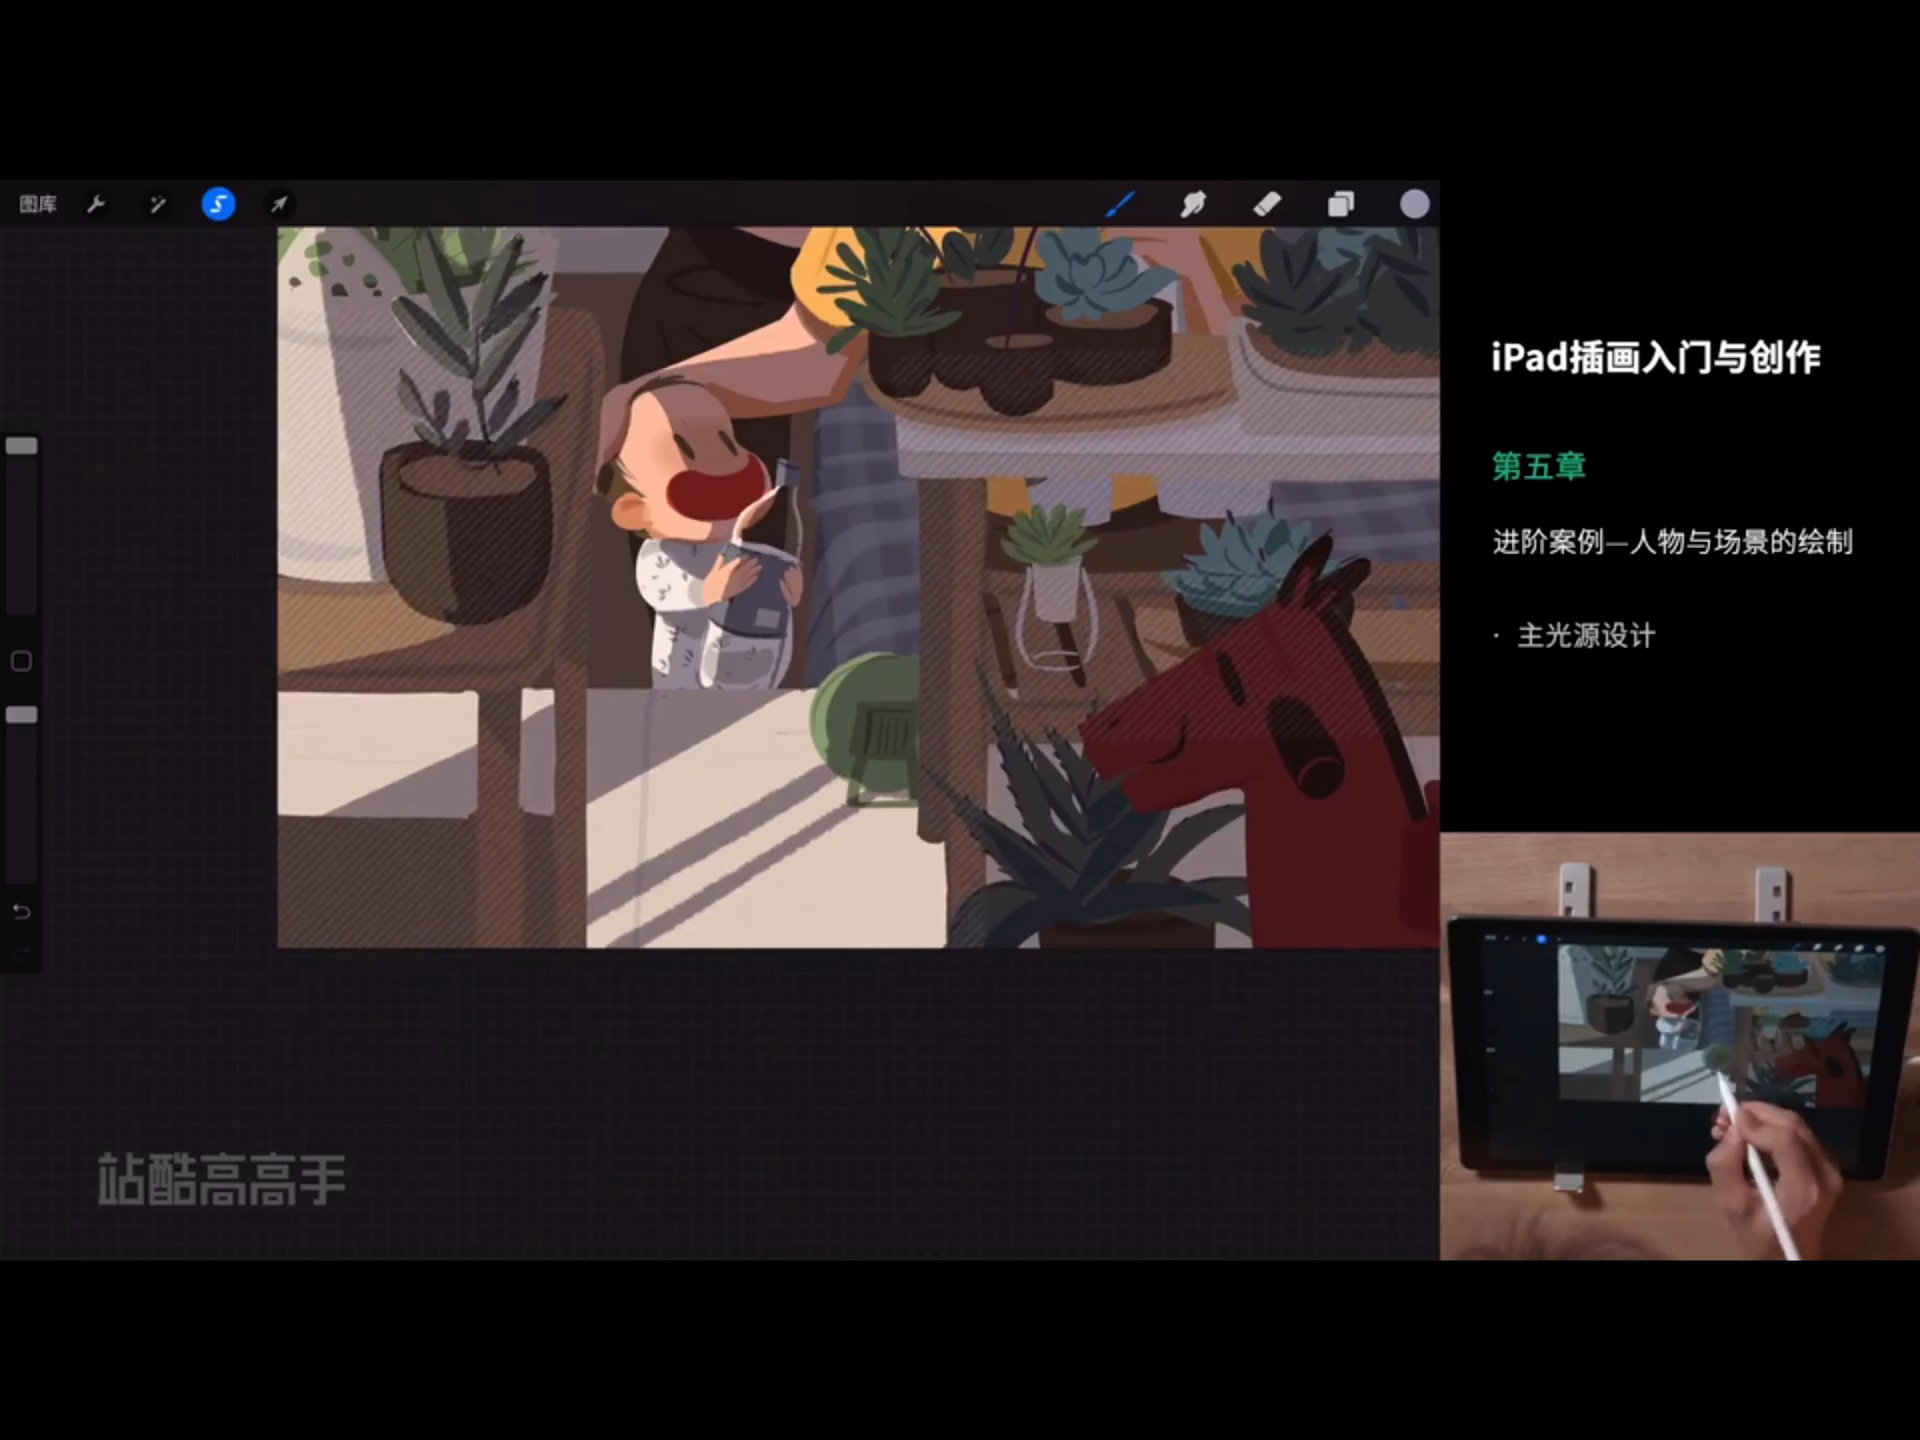 图库
iPad插画入门与创作
第五章
进阶案例—人物与场景的绘制
· 主光源设计
站酷高高手